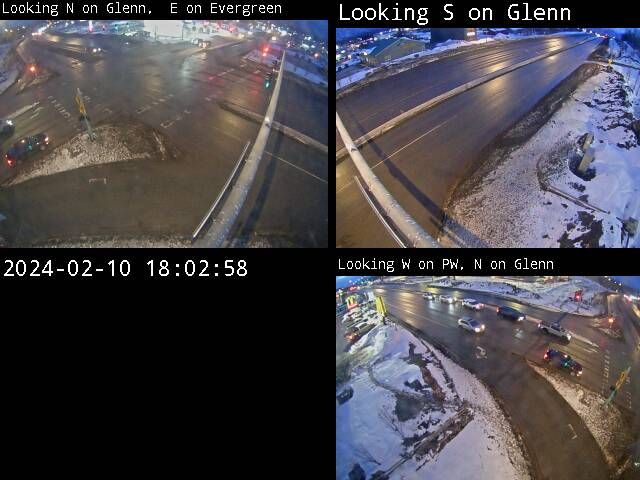 Looking N on Glenn,  E on Evergreen
Looking S on Glenn
2024-02-10 18:02:58
Looking W on PW, N on Glenn